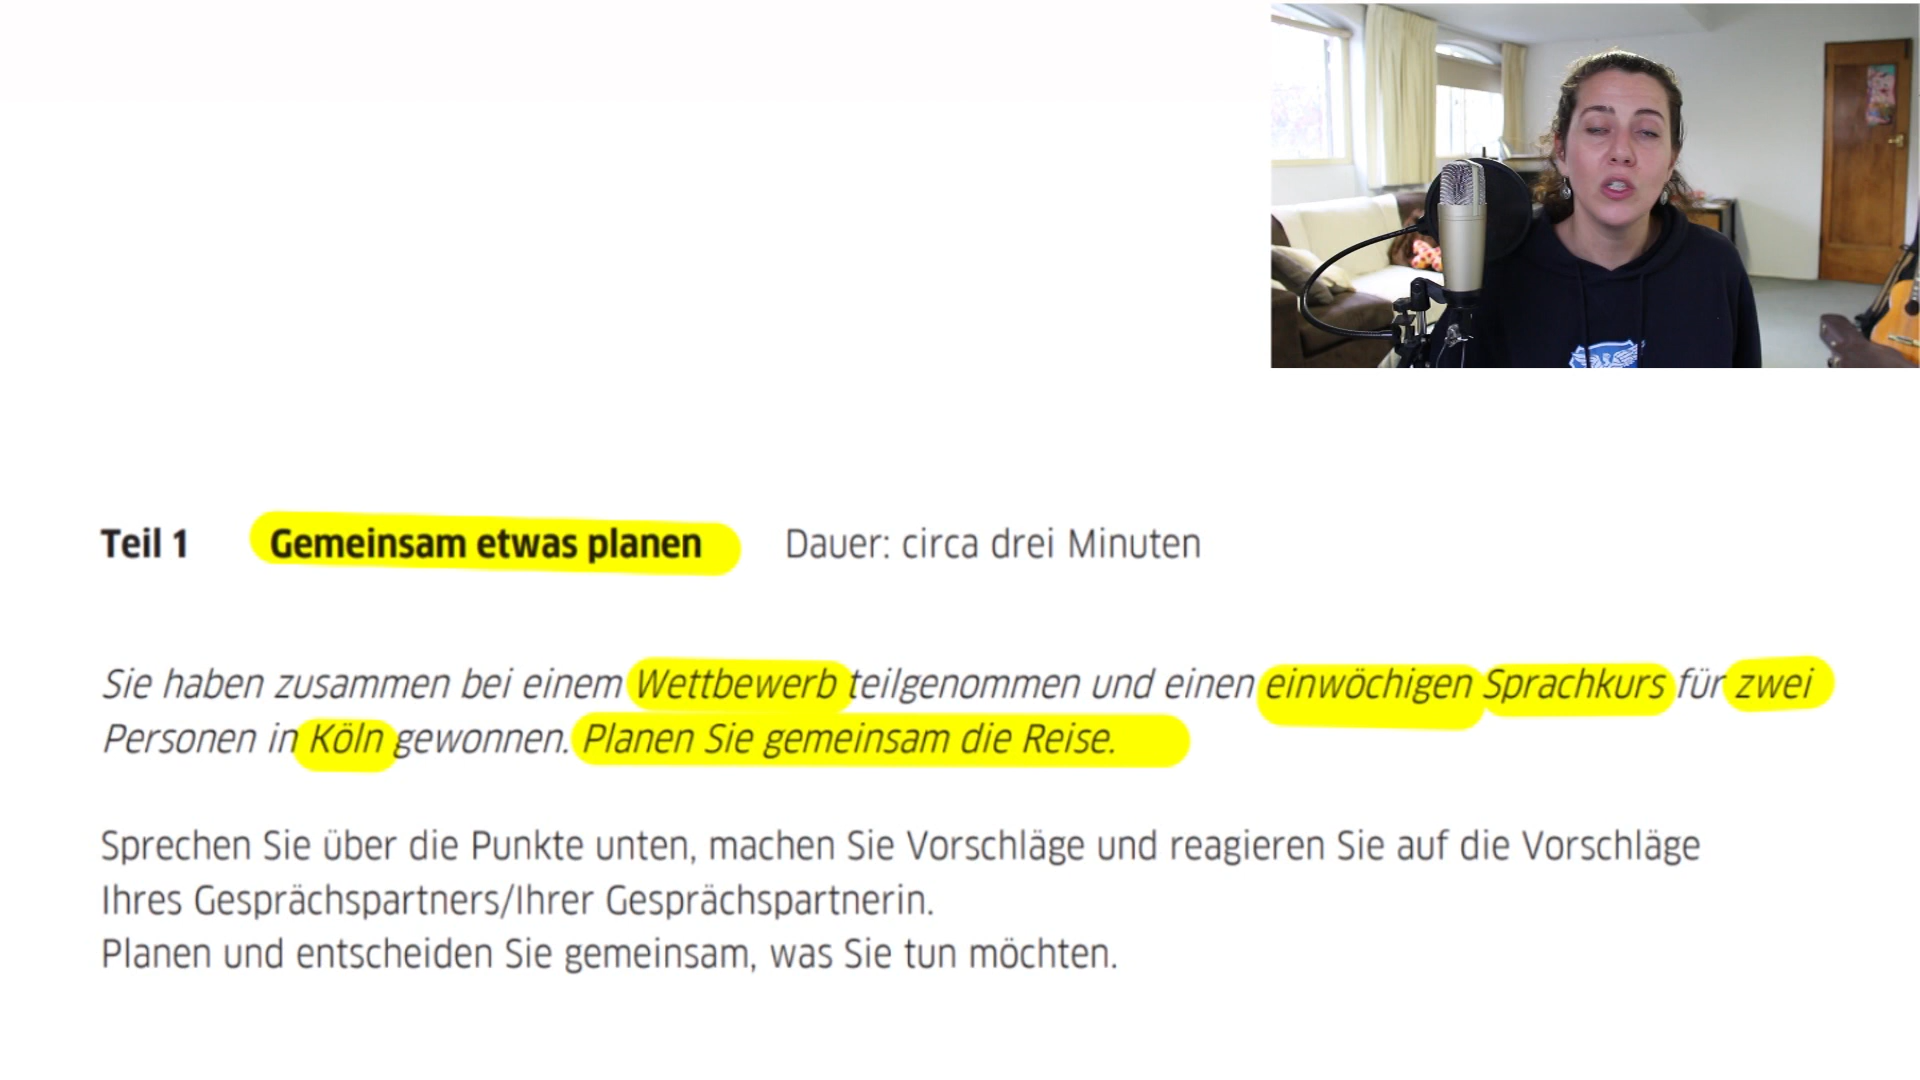 Teil 1 Gemeinsam etwas planen Dauer: circa drei Minuten
Sie haben zusammen bei einem Wettbewerb teilgenommen und einen einwöchigen Sprachkurs für zwei
Personen in Köln gewonnen. Planen Sie gemeinsam die Reise.
Sprechen Sie über die Punkte unten, machen Sie Vorschläge und reagieren Sie auf die Vorschläge
Ihres Gesprächspartners/Ihrer Gesprächspartnerin.
Planen und entscheiden Sie gemeinsam, was Sie tun möchten.